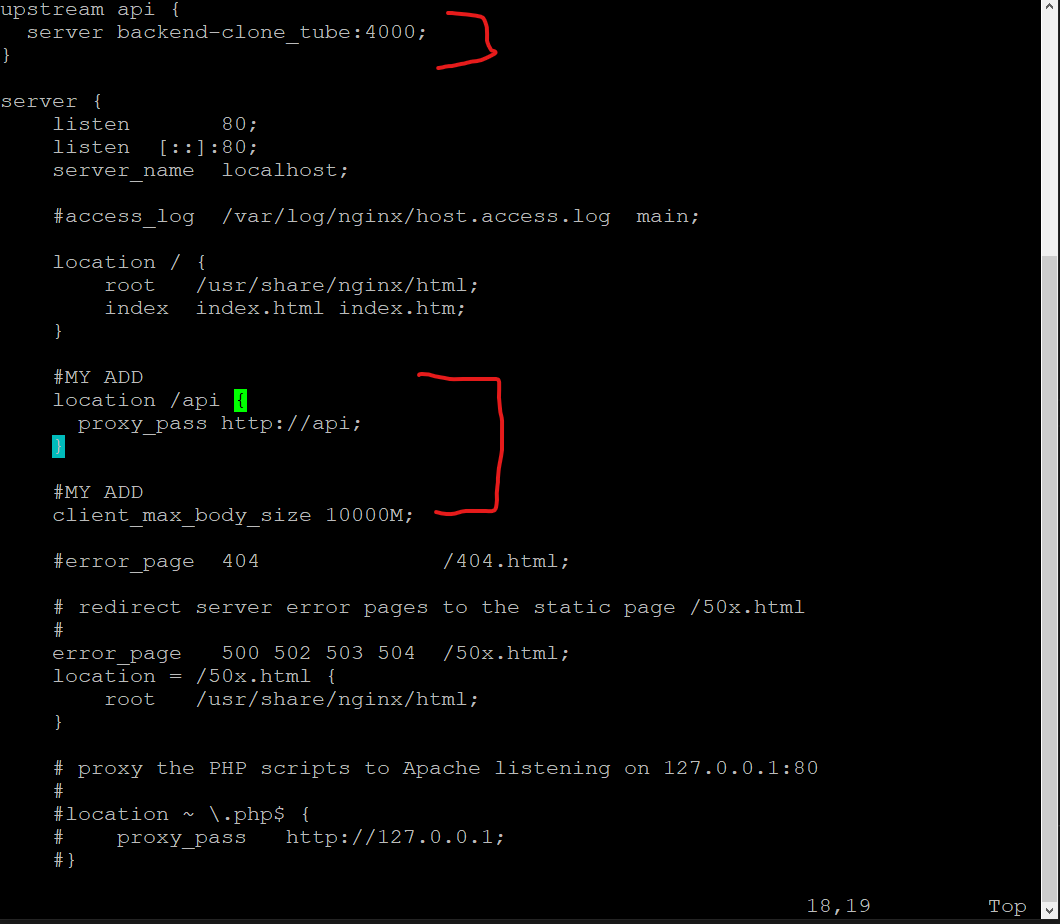 upstream api {
  server backend-clone_tube:4000;
}
server {
    listen       80;
    listen  [::]:80;
    server_name  localhost;
    #access_log  /var/log/nginx/host.access.log  main;
    location / {
        root   /usr/share/nginx/html;
        index  index.html index.htm;
    }
    #MY ADD
    location /api {
      proxy_pass http://api;
    }
    #MY ADD
    client_max_body_size 10000M;
    #error_page  404              /404.html;
    # redirect server error pages to the static page /50x.html
    #
    error_page   500 502 503 504  /50x.html;
    location = /50x.html {
        root   /usr/share/nginx/html;
    }
    # proxy the PHP scripts to Apache listening on 127.0.0.1:80
    #
    #location ~ \.php$ {
    #    proxy_pass   http://127.0.0.1;
    #}
18,19         Top